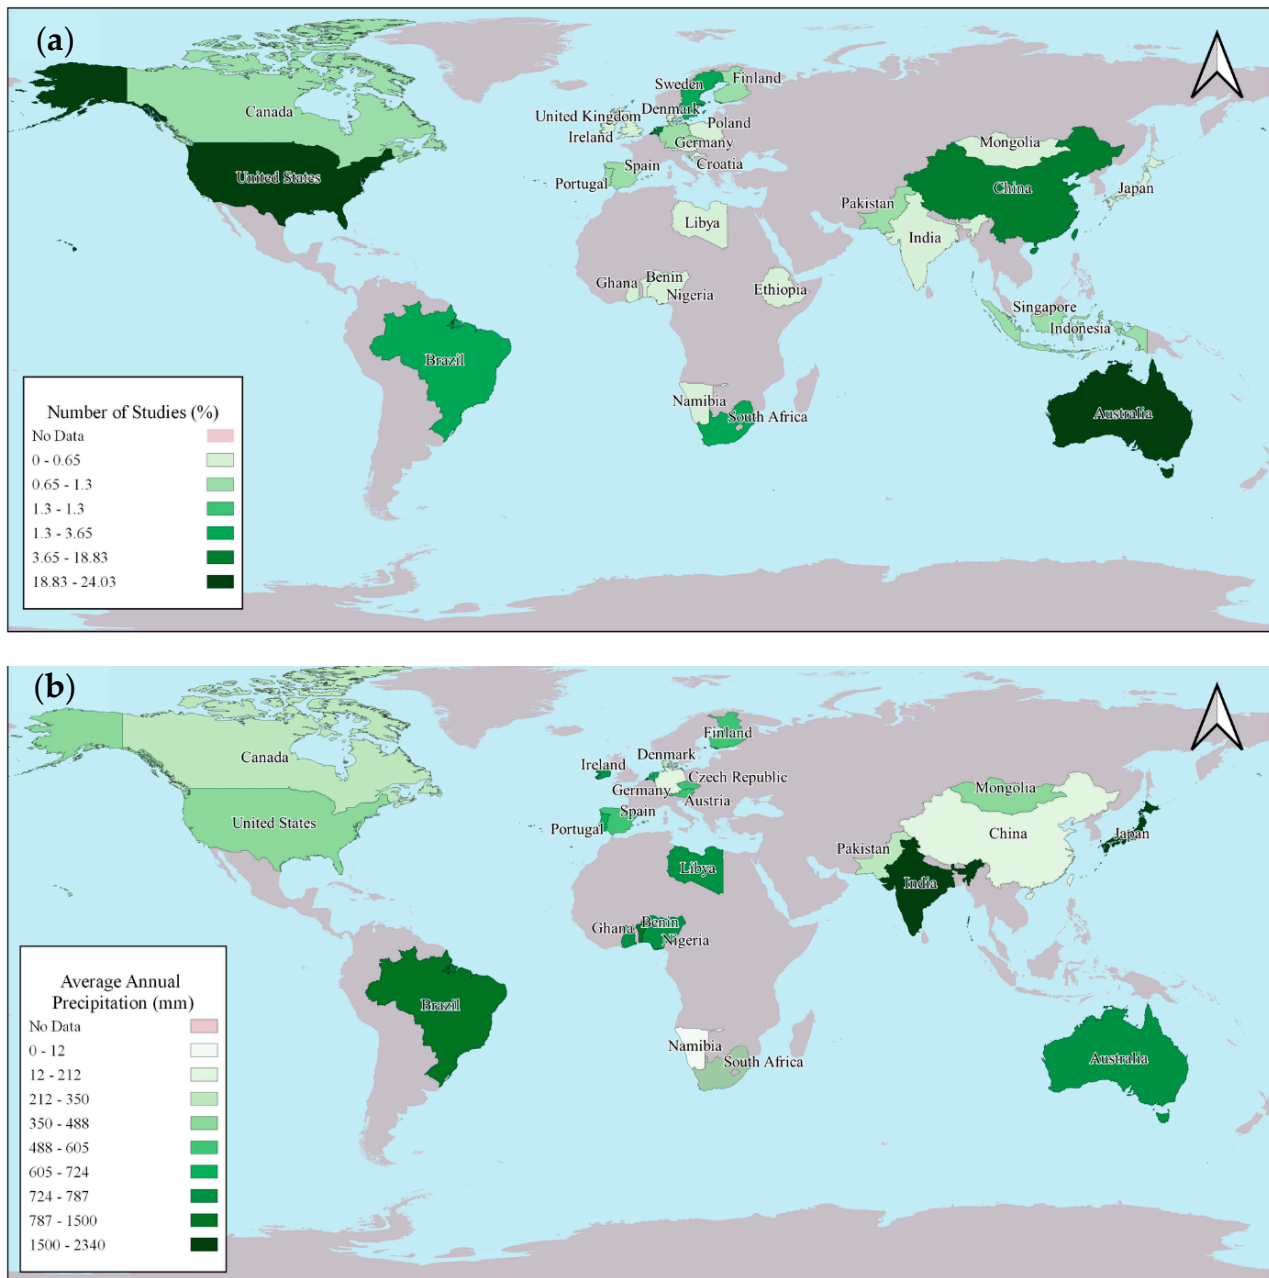 (a)
Sweden
Finland
Canada
United Kingdom
Denmark
Ireland
Poland
Germany
Mongolia
Spain
Croatia
United States
Portugal
China
Japan
Pakistan
Libya
India
Benin
Ghana
Nigeria
Ethiopia
Singapore
Indonesia
Brazil
Namibia
South Africa
Australia
Number of Studies (%)
No Data
0 - 0.65
0.65 - 1.3
1.3 - 1.3
1.3 - 3.65
3.65 - 18.83
18.83 - 24.03
(b)
Finland
Canada
Denmark
Ireland
Czech Republic
Germany
Mongolia
Austria
Spain
United States
Portugal
China
Japan
Pakistan
Libya
India
Benin
Ghana
Nigeria
Brazil
Namibia
South Africa
Australia
Average Annual
Precipitation (mm)
No Data
0 - 12
12 - 212
212 - 350
350 - 488
488 - 605
605 - 724
724 - 787
787 - 1500
1500 - 2340